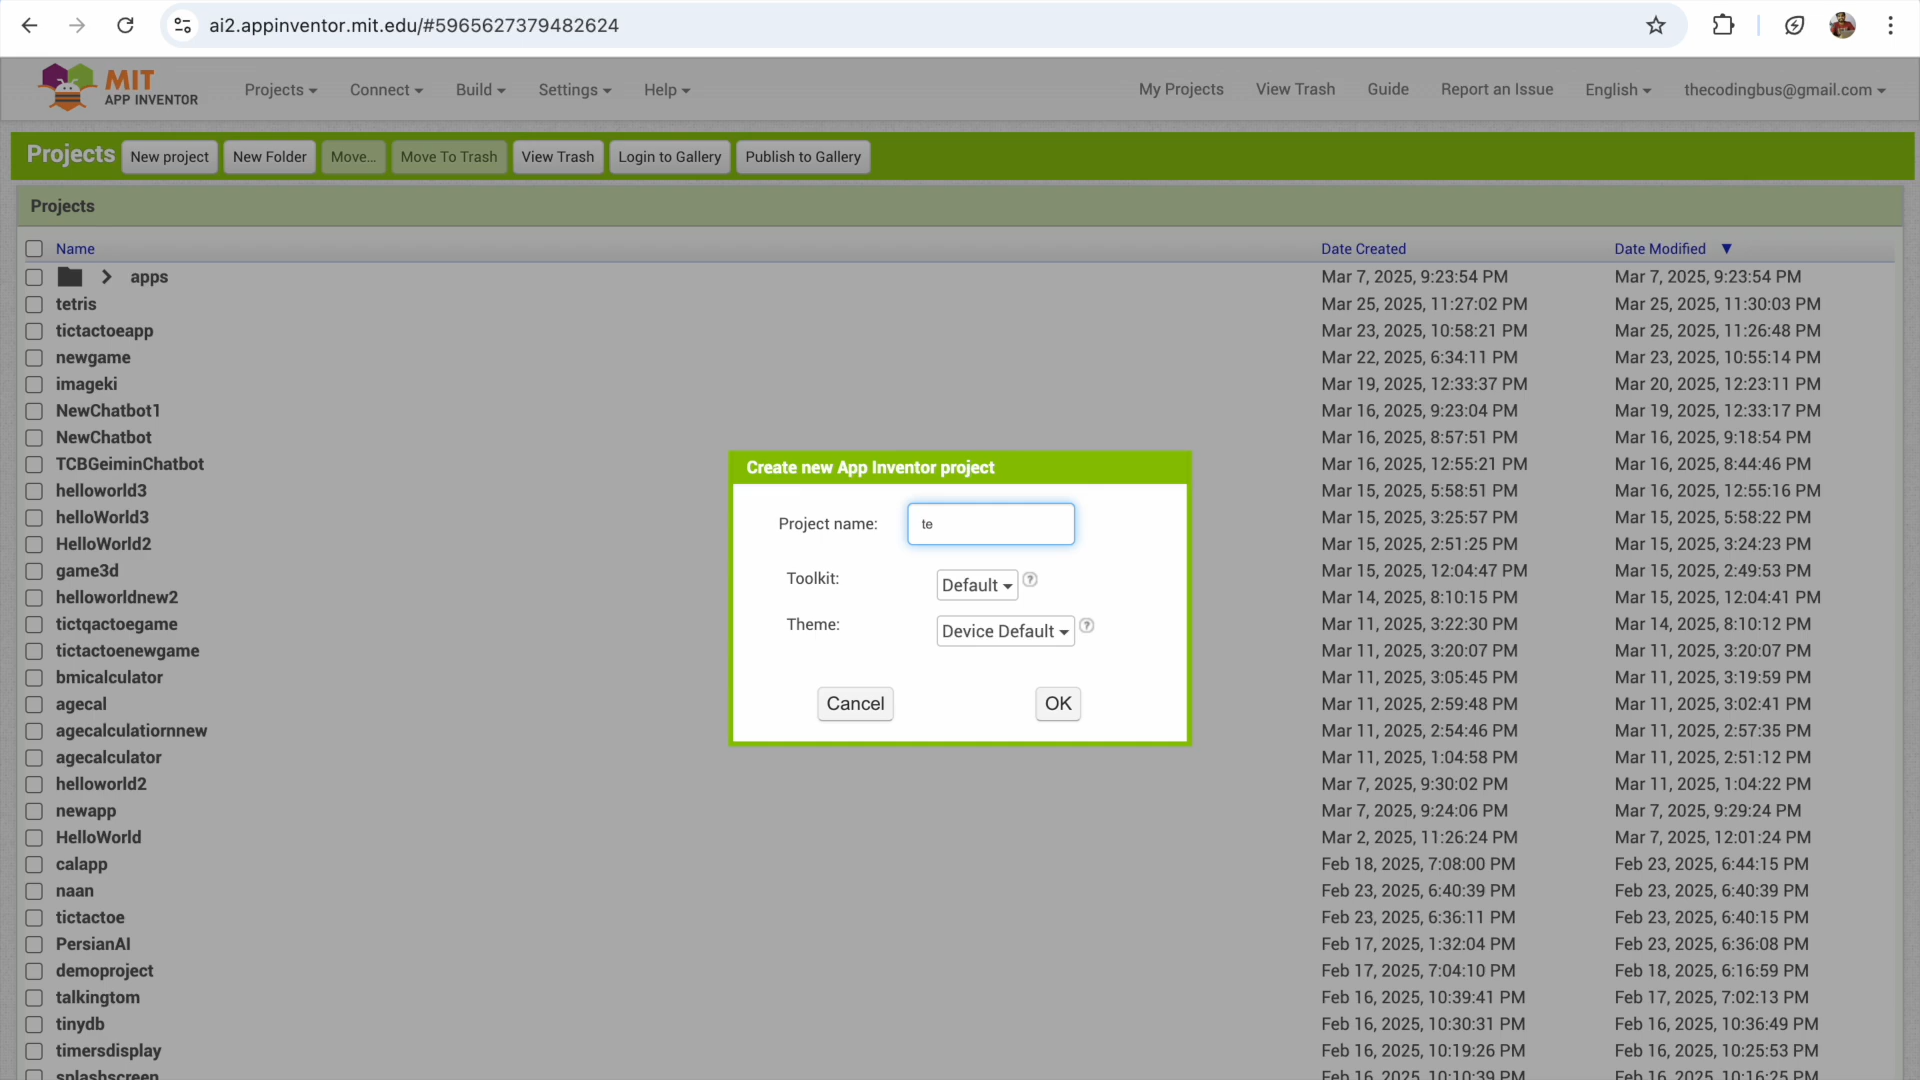 ai2.appinventor.mit.edu/#5965627379482624
MIT
APP INVENTOR
Projects
Connect
Build
Settings
Help
My Projects
View Trash
Guide
Report an Issue
English
thecodingbus@gmail.com
Projects
New project
New Folder
Move...
Move To Trash
View Trash
Login to Gallery
Publish to Gallery
Projects
Name Date Created Date Modified ▼
apps Mar 7, 2025, 9:23:54 PM Mar 7, 2025, 9:23:54 PM
tetris Mar 25, 2025, 11:27:02 PM Mar 25, 2025, 11:30:03 PM
tictactoeapp Mar 23, 2025, 10:58:21 PM Mar 25, 2025, 11:26:48 PM
newgame Mar 22, 2025, 6:34:11 PM Mar 23, 2025, 10:55:14 PM
imageki Mar 19, 2025, 12:33:37 PM Mar 20, 2025, 12:23:11 PM
NewChatbot1 Mar 16, 2025, 9:23:04 PM Mar 19, 2025, 12:33:17 PM
NewChatbot Mar 16, 2025, 8:57:51 PM Mar 16, 2025, 9:18:54 PM
TCBGeiminChatbot Mar 16, 2025, 12:55:21 PM Mar 16, 2025, 8:44:46 PM
helloworld3 Mar 15, 2025, 5:58:51 PM Mar 16, 2025, 12:55:16 PM
helloWorld3 Mar 15, 2025, 3:25:57 PM Mar 15, 2025, 5:58:22 PM
HelloWorld2 Mar 15, 2025, 2:51:25 PM Mar 15, 2025, 3:24:23 PM
game3d Mar 15, 2025, 12:04:47 PM Mar 15, 2025, 2:49:53 PM
helloworldnew2 Mar 14, 2025, 8:10:15 PM Mar 15, 2025, 12:04:41 PM
tictqactoegame Mar 11, 2025, 3:22:30 PM Mar 14, 2025, 8:10:12 PM
tictactoenewgame Mar 11, 2025, 3:20:07 PM Mar 11, 2025, 3:20:07 PM
bmicalculator Mar 11, 2025, 3:05:45 PM Mar 11, 2025, 3:19:59 PM
agecal Mar 11, 2025, 2:59:48 PM Mar 11, 2025, 3:02:41 PM
agecalculatiornnew Mar 11, 2025, 2:54:46 PM Mar 11, 2025, 2:57:35 PM
agecalculator Mar 11, 2025, 1:04:58 PM Mar 11, 2025, 2:51:12 PM
helloworld2 Mar 7, 2025, 9:30:02 PM Mar 11, 2025, 1:04:22 PM
newapp Mar 7, 2025, 9:24:06 PM Mar 7, 2025, 9:29:24 PM
HelloWorld Mar 2, 2025, 11:26:24 PM Mar 7, 2025, 12:01:24 PM
calapp Feb 18, 2025, 7:08:00 PM Feb 23, 2025, 6:44:15 PM
naan Feb 23, 2025, 6:40:39 PM Feb 23, 2025, 6:40:39 PM
tictactoe Feb 23, 2025, 6:36:11 PM Feb 23, 2025, 6:40:15 PM
PersianAI Feb 17, 2025, 1:32:04 PM Feb 23, 2025, 6:36:08 PM
demoproject Feb 17, 2025, 7:04:10 PM Feb 18, 2025, 6:16:59 PM
talkingtom Feb 16, 2025, 10:39:41 PM Feb 17, 2025, 7:02:13 PM
tinydb Feb 16, 2025, 10:30:31 PM Feb 16, 2025, 10:36:49 PM
timersdisplay Feb 16, 2025, 10:19:26 PM Feb 16, 2025, 10:25:53 PM
splashscreen Feb 16, 2025, 10:10:39 PM Feb 16, 2025, 10:16:25 PM
Create new App Inventor project
Project name: te
Toolkit: Default ?
Theme: Device Default ?
Cancel
OK